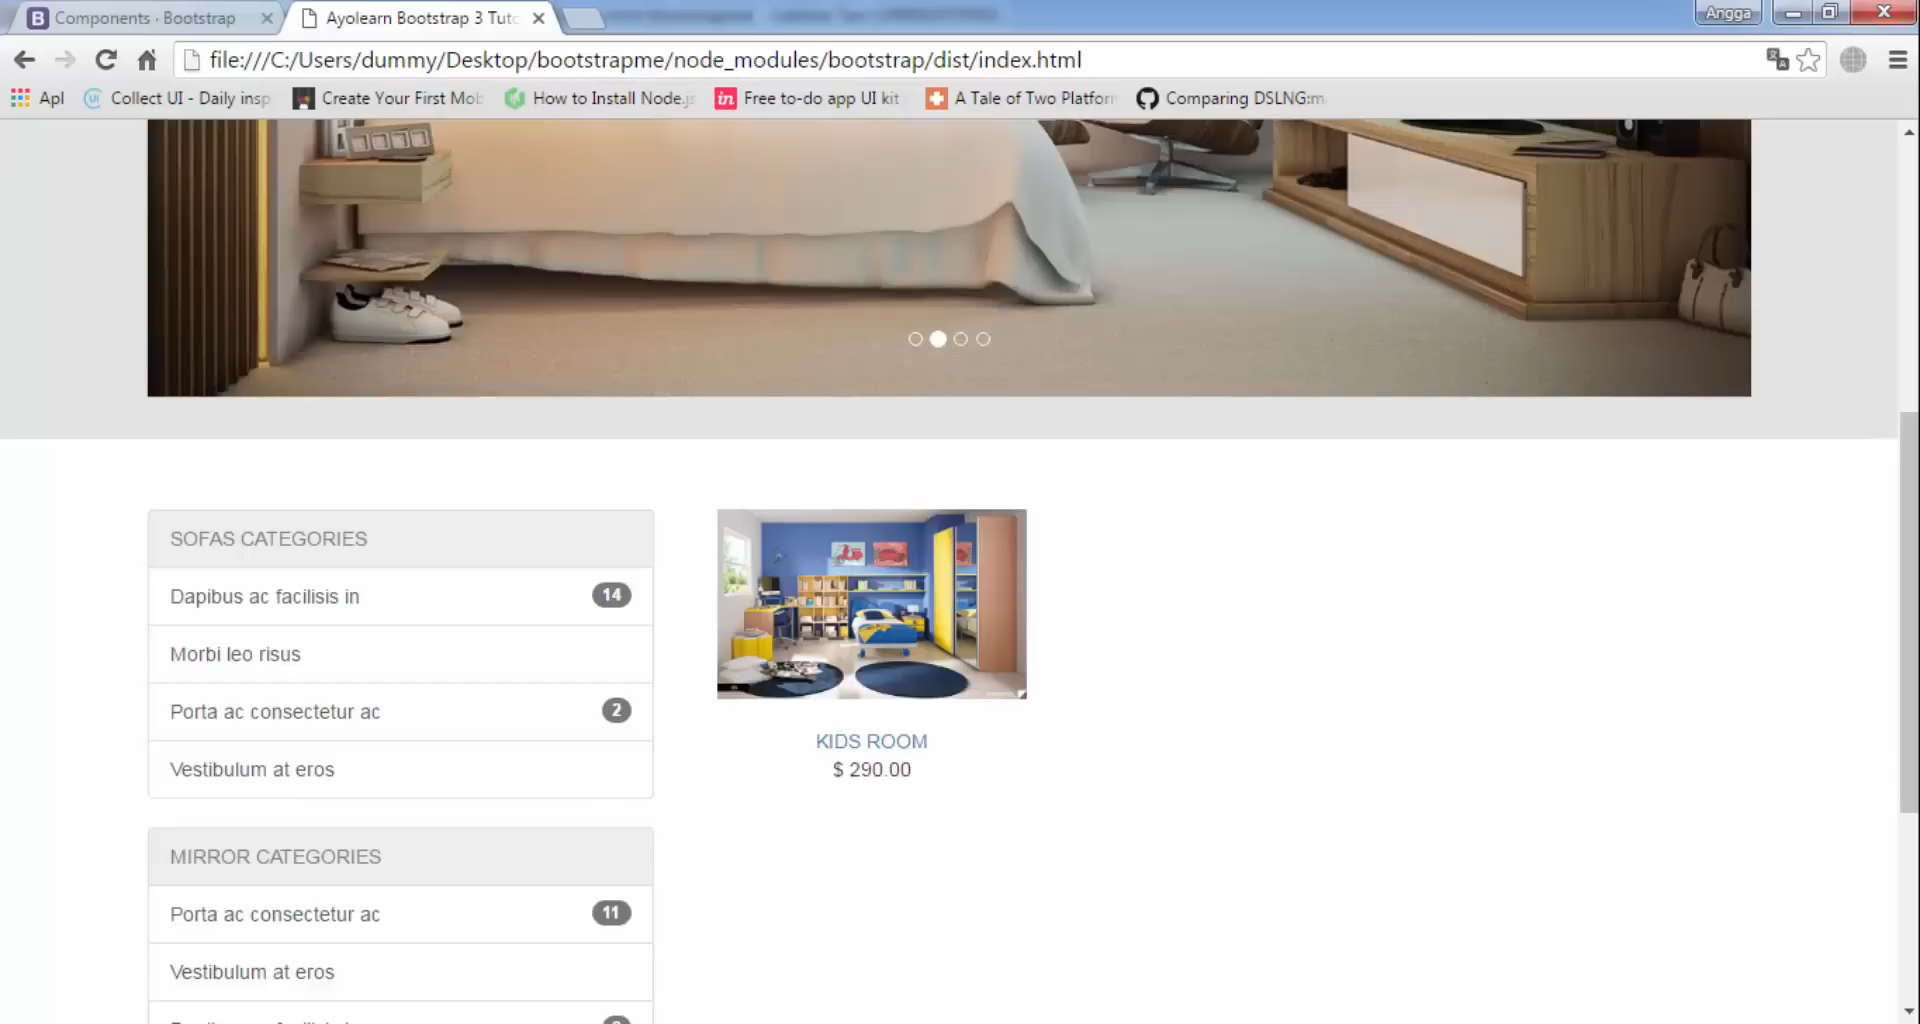 Components · Bootstrap
Ayolearn Bootstrap 3 Tut
Angga
file:///C:/Users/dummy/Desktop/bootstrapme/node_modules/bootstrap/dist/index.html
Apl
Collect UI - Daily insp
Create Your First Mob
How to Install Node.js
Free to-do app UI kit
A Tale of Two Platfor
Comparing DSLNG:m
SOFAS CATEGORIES
Dapibus ac facilisis in 14
Morbi leo risus
Porta ac consectetur ac 2
Vestibulum at eros
KIDS ROOM
$ 290.00
MIRROR CATEGORIES
Porta ac consectetur ac 11
Vestibulum at eros